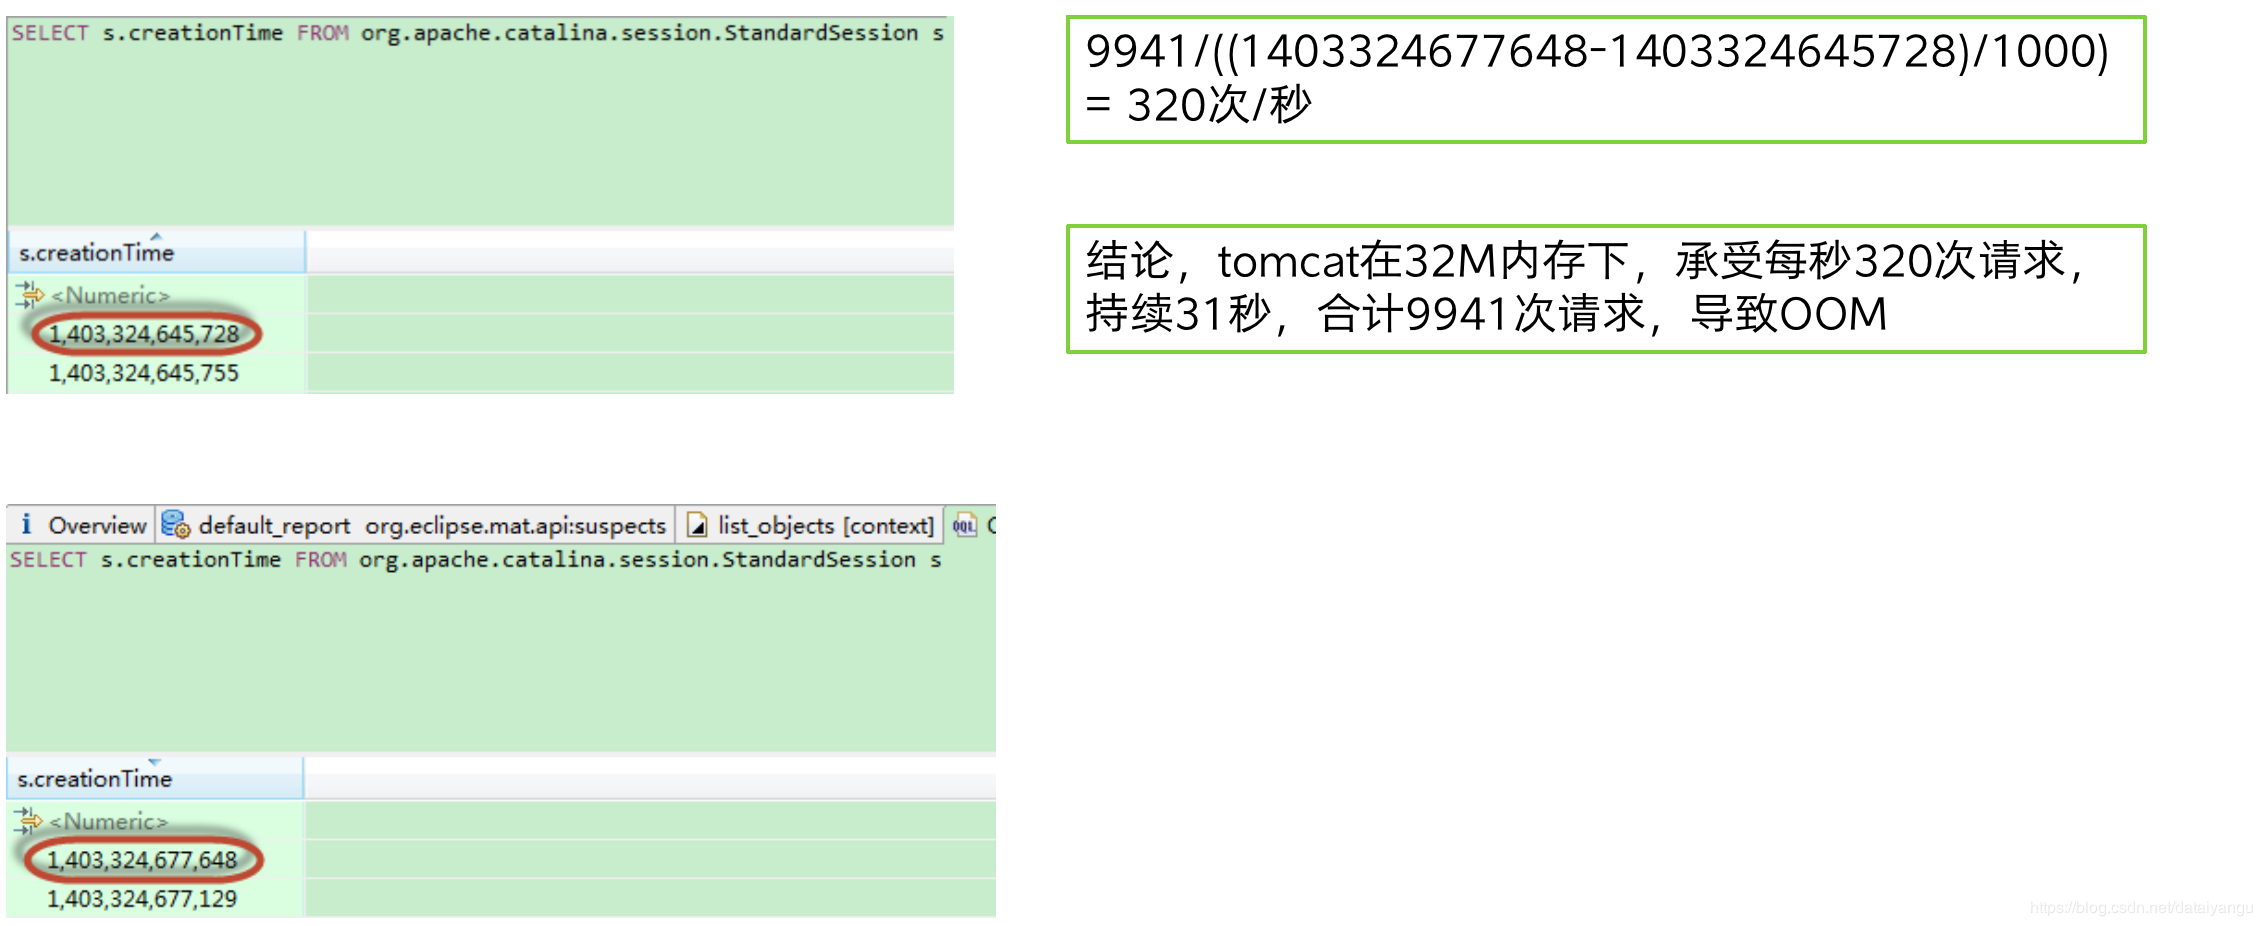 SELECT s.creationTime FROM org.apache.catalina.session.StandardSession s
s.creationTime
<Numeric>
1,403,324,645,728
1,403,324,645,755
9941/((1403324677648-1403324645728)/1000)
= 320次/秒
结论，tomcat在32M内存下，承受每秒320次请求，
持续31秒，合计9941次请求，导致OOM
i Overview default_report org.eclipse.mat.api:suspects list_objects [context] OQL
SELECT s.creationTime FROM org.apache.catalina.session.StandardSession s
s.creationTime
<Numeric>
1,403,324,677,648
1,403,324,677,129
https://blog.csdn.net/dataiyangu